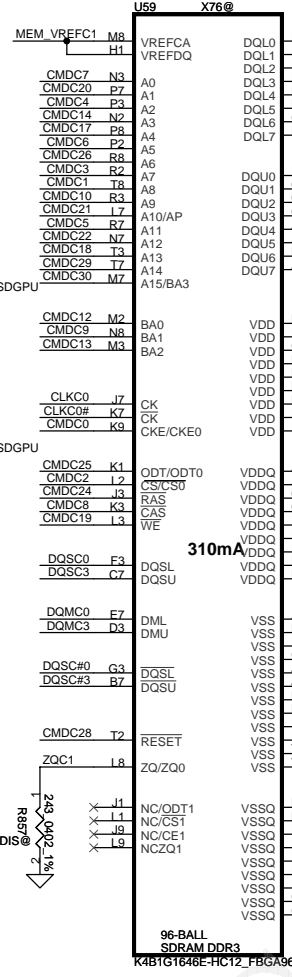 U59 X76@
MEM_VREFC1 M8 VREFCA DQL0
H1 VREFDQ DQL1
DQL2
CMDC7 N3 A0 DQL3
CMDC20 P7 A1 DQL4
CMDC4 P3 A2 DQL5
CMDC14 N2 A3 DQL6
CMDC17 P8 A4 DQL7
CMDC6 P2 A5
CMDC26 R8 A6
CMDC3 R2 A7 DQU0
CMDC1 T8 A8 DQU1
CMDC10 R3 A9 DQU2
CMDC21 L7 A10/AP DQU3
CMDC5 R7 A11 DQU4
CMDC22 N7 A12 DQU5
CMDC18 T3 A13 DQU6
CMDC29 T7 A14 DQU7
CMDC30 M7 A15/BA3
SDGPU
CMDC12 M2 BA0 VDD
CMDC9 N8 BA1 VDD
CMDC13 M3 BA2 VDD
VDD
VDD
VDD
CLKC0 J7 CK VDD
CLKC0# K7 CK VDD
CMDC0 K9 CKE/CKE0 VDD
SDGPU
CMDC25 K1 ODT/ODT0 VDDQ
CMDC2 L2 CS/CS0 VDDQ
CMDC24 J3 RAS VDDQ
CMDC8 K3 CAS VDDQ
CMDC19 L3 WE VDDQ
VDDQ
310mA
VDDQ
DQSC0 F3 DQSL VDDQ
DQSC3 C7 DQSU VDDQ
DQMC0 E7 DML VSS
DQMC3 D3 DMU VSS
VSS
VSS
DQSC#0 G3 DQSL VSS
DQSC#3 B7 DQSU VSS
VSS
VSS
VSS
CMDC28 T2 RESET VSS
VSS
ZQC1 L8 ZQ/ZQ0 VSS
J1 NC/ODT1 VSSQ
L1 NC/CS1 VSSQ
J9 NC/CE1 VSSQ
L9 NCZQ1 VSSQ
VSSQ
VSSQ
VSSQ
VSSQ
VSSQ
1
243_0402_1%
R857
DIS@
2
96-BALL
SDRAM DDR3
K4B1G1646E-HC12_FBGA96